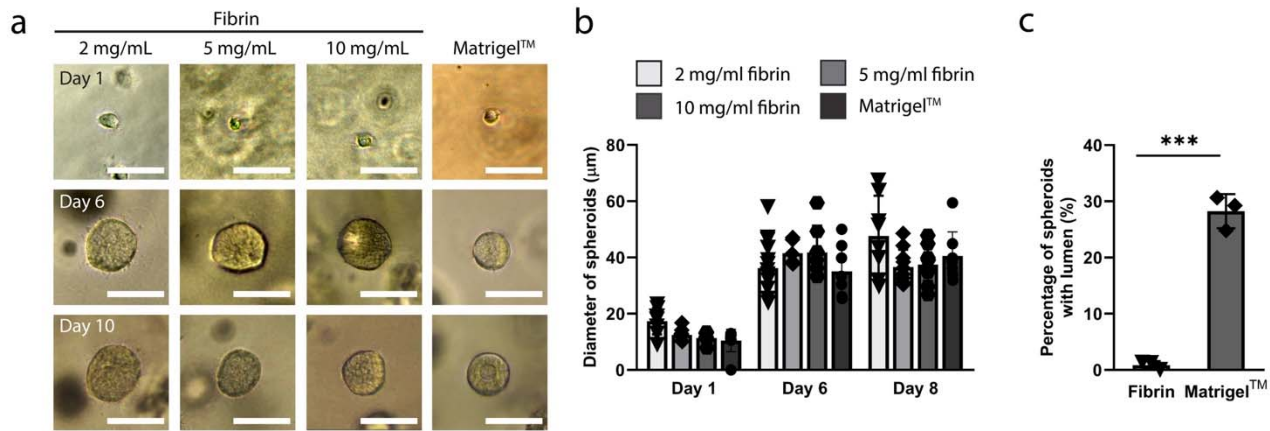 a
Fibrin
2 mg/mL 5 mg/mL 10 mg/mL Matrigel™
Day 1
Day 6
Day 10
b
2 mg/ml fibrin 5 mg/ml fibrin
10 mg/ml fibrin Matrigel™
Diameter of spheroids (μm)
80
60
40
20
0
Day 1 Day 6 Day 8
c
Percentage of spheroids
with lumen (%)
40
30
20
10
0
***
Fibrin Matrigel™